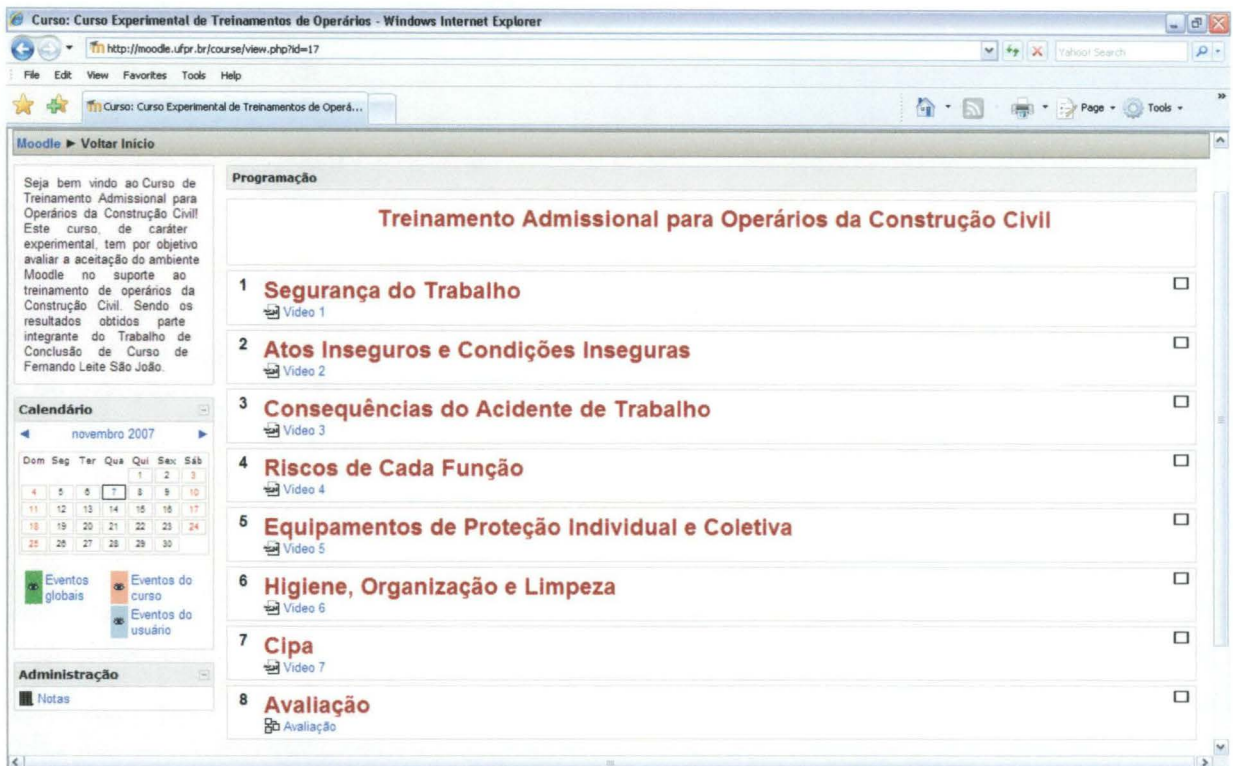 Curso: Curso Experimental de Treinamentos de Operários - Windows Internet Explorer
http://moodle.ufpr.br/course/view.php?id=17
Yahoo! Search
File Edit View Favorites Tools Help
Curso: Curso Experimental de Treinamentos de Operá...
Page
Tools
Moodle ► Voltar Início
Seja bem vindo ao Curso de
Treinamento Admissional para
Operários da Construção Civil!
Este curso, de caráter
experimental, tem por objetivo
avaliar a aceitação do ambiente
Moodle no suporte ao
treinamento de operários da
Construção Civil. Sendo os
resultados obtidos parte
integrante do Trabalho de
Conclusão de Curso de
Fernando Leite São João.
Calendário
novembro 2007
Dom Seg Ter Qua Qui Sex Sáb
1 2 3
4 5 6 7 8 9 10
11 12 13 14 15 16 17
18 19 20 21 22 23 24
25 26 27 28 29 30
Eventos globais
Eventos do curso
Eventos do usuário
Administração
Notas
Programação
Treinamento Admissional para Operários da Construção Civil
1 Segurança do Trabalho
Video 1
2 Atos Inseguros e Condições Inseguras
Video 2
3 Consequências do Acidente de Trabalho
Video 3
4 Riscos de Cada Função
Video 4
5 Equipamentos de Proteção Individual e Coletiva
Video 5
6 Higiene, Organização e Limpeza
Video 6
7 Cipa
Video 7
8 Avaliação
Avaliação